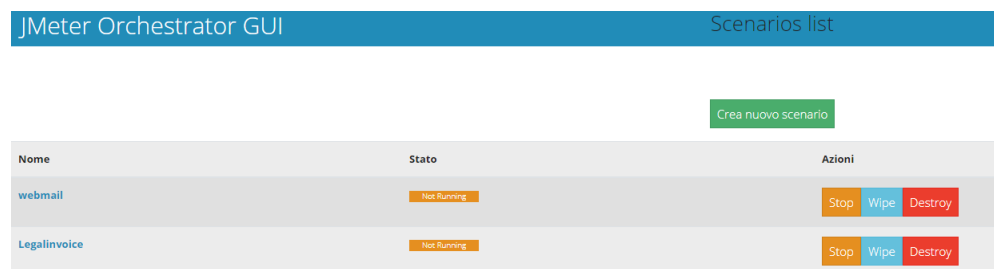 JMeter Orchestrator GUI Scenarios list
Crea nuovo scenario
Nome Stato Azioni
webmail Not Running Stop Wipe Destroy
Legalinvoice Not Running Stop Wipe Destroy